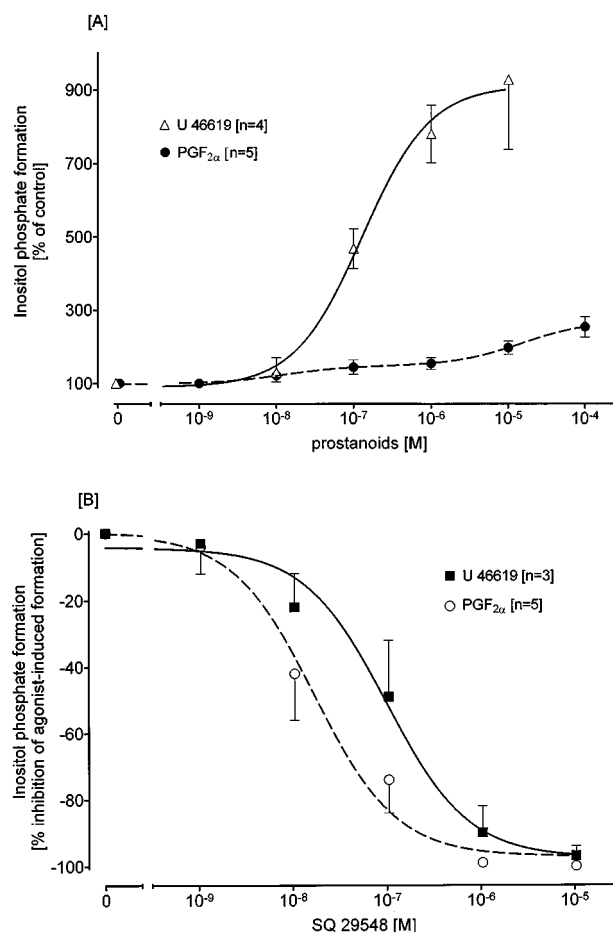 [A]
Inositol phosphate formation
[% of control]
900
700
500
300
100
△ U 46619 [n=4]
● PGF₂α [n=5]
0 10⁻⁹ 10⁻⁸ 10⁻⁷ 10⁻⁶ 10⁻⁵ 10⁻⁴
prostanoids [M]
[B]
Inositol phosphate formation
[% inhibition of agonist-induced formation]
0
-20
-40
-60
-80
-100
■ U 46619 [n=3]
○ PGF₂α [n=5]
0 10⁻⁹ 10⁻⁸ 10⁻⁷ 10⁻⁶ 10⁻⁵
SQ 29548 [M]